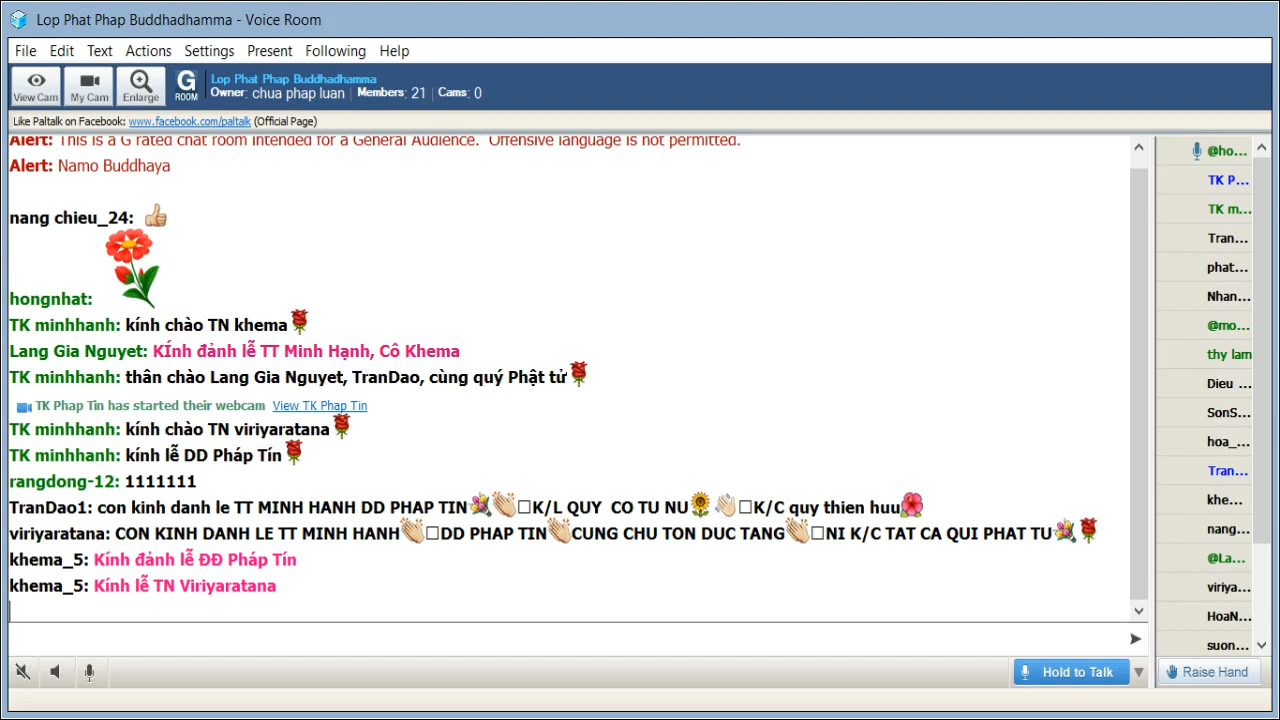 Lop Phat Phap Buddhadhamma - Voice Room
File Edit Text Actions Settings Present Following Help
View Cam My Cam Enlarge G ROOM
Lop Phat Phap Buddhadhamma
Owner: chua phap luan Members: 21 Cams: 0
Like Paltalk on Facebook: www.facebook.com/paltalk (Official Page)
Alert: This is a G rated chat room intended for a General Audience. Offensive language is not permitted.
Alert: Namo Buddhaya
nang chieu_24:
hongnhat:
TK minhhanh: kính chào TN khema
Lang Gia Nguyet: KÍnh đảnh lễ TT Minh Hạnh, Cô Khema
TK minhhanh: thân chào Lang Gia Nguyet, TranDao, cùng quý Phật tử
TK Phap Tin has started their webcam View TK Phap Tin
TK minhhanh: kính chào TN viriyaratana
TK minhhanh: kính lễ DD Pháp Tín
rangdong-12: 1111111
TranDao1: con kinh danh le TT MINH HANH DD PHAP TIN K/L QUY CO TU NU K/C quy thien huu
viriyaratana: CON KINH DANH LE TT MINH HANH DD PHAP TIN CUNG CHU TON DUC TANG NI K/C TAT CA QUI PHAT TU
khema_5: Kính đảnh lễ ĐĐ Pháp Tín
khema_5: Kính lễ TN Viriyaratana
@ho...
TK P...
TK m...
Tran...
phat...
Nhan...
@mo...
thy lam
Dieu ...
SonS...
hoa_...
Tran...
khe...
nang...
@La...
viriya...
HoaN...
suon...
Hold to Talk
Raise Hand